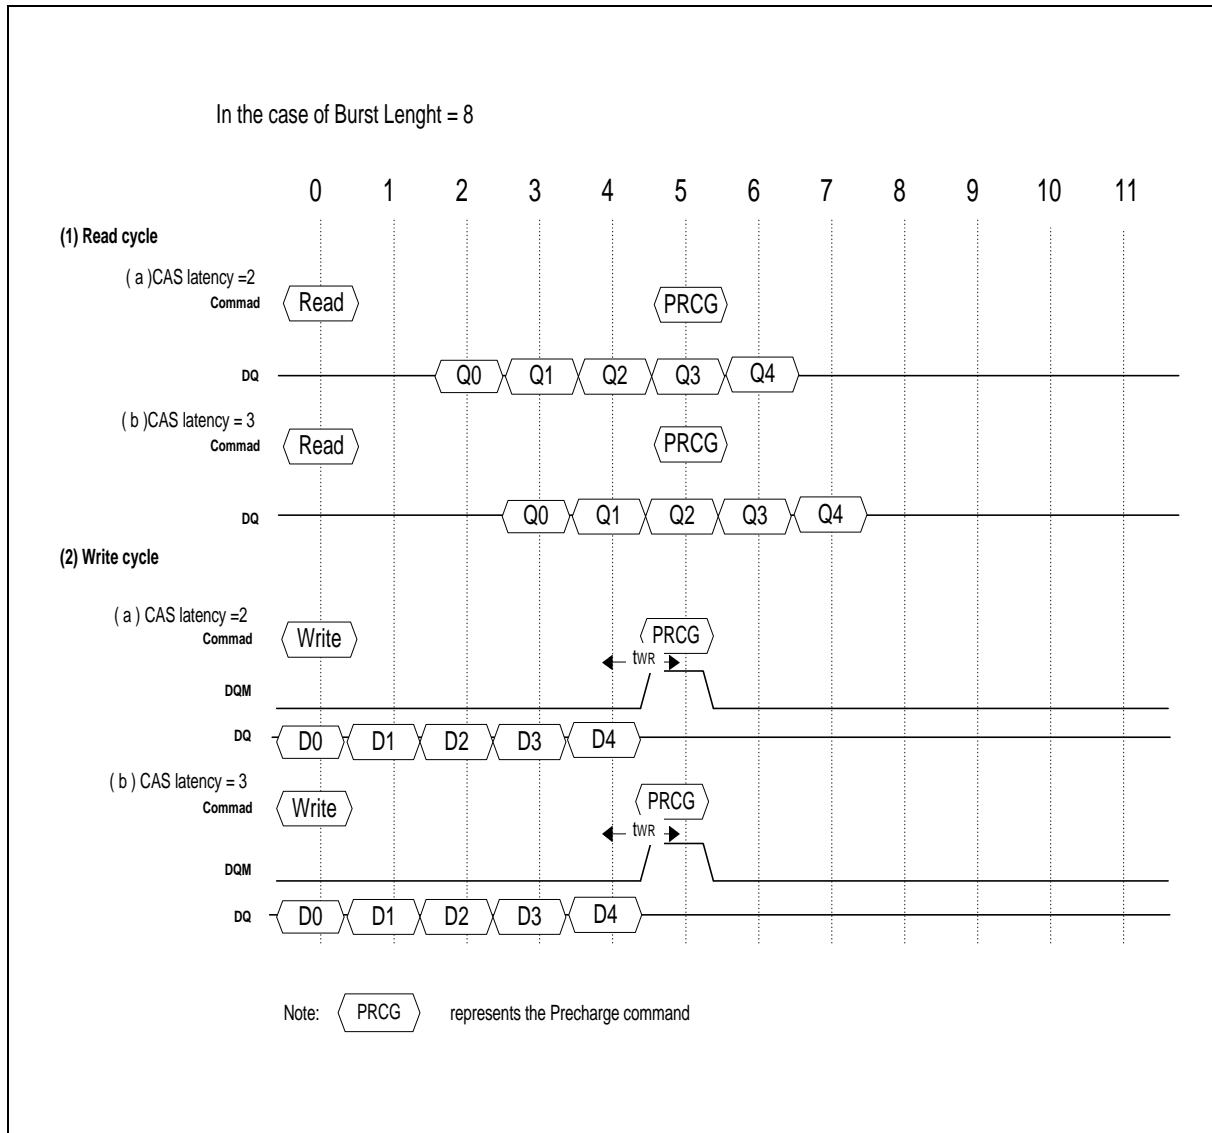 In the case of Burst Lenght = 8
0 1 2 3 4 5 6 7 8 9 10 11
(1) Read cycle
( a )CAS latency =2
Commad Read PRCG
DQ Q0 Q1 Q2 Q3 Q4
( b )CAS latency = 3
Commad Read PRCG
DQ Q0 Q1 Q2 Q3 Q4
(2) Write cycle
( a ) CAS latency =2
Commad Write PRCG
tWR
DQM
DQ D0 D1 D2 D3 D4
( b ) CAS latency = 3
Commad Write PRCG
tWR
DQM
DQ D0 D1 D2 D3 D4
Note: PRCG represents the Precharge command